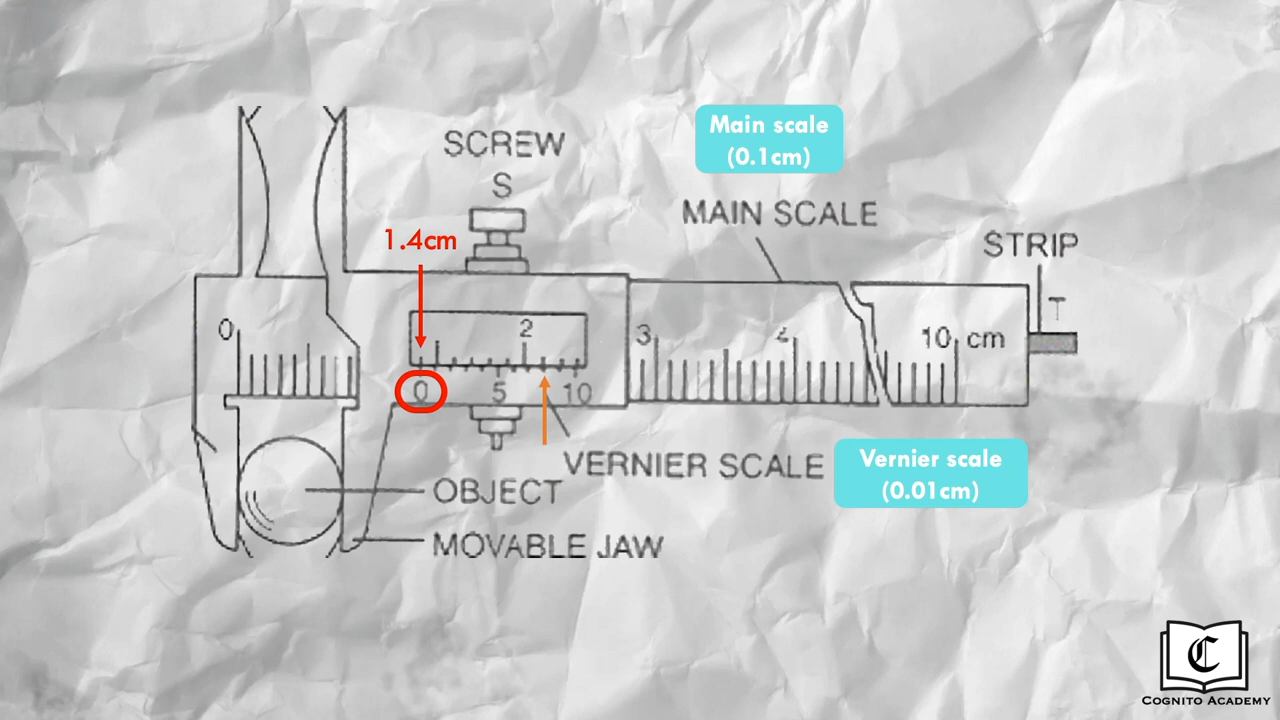 Main scale
(0.1cm)
SCREW
S
MAIN SCALE
1.4cm
STRIP
T
0
2
3
4
10 cm
0
5
10
VERNIER SCALE
Vernier scale
(0.01cm)
OBJECT
MOVABLE JAW
C
COGNITO ACADEMY